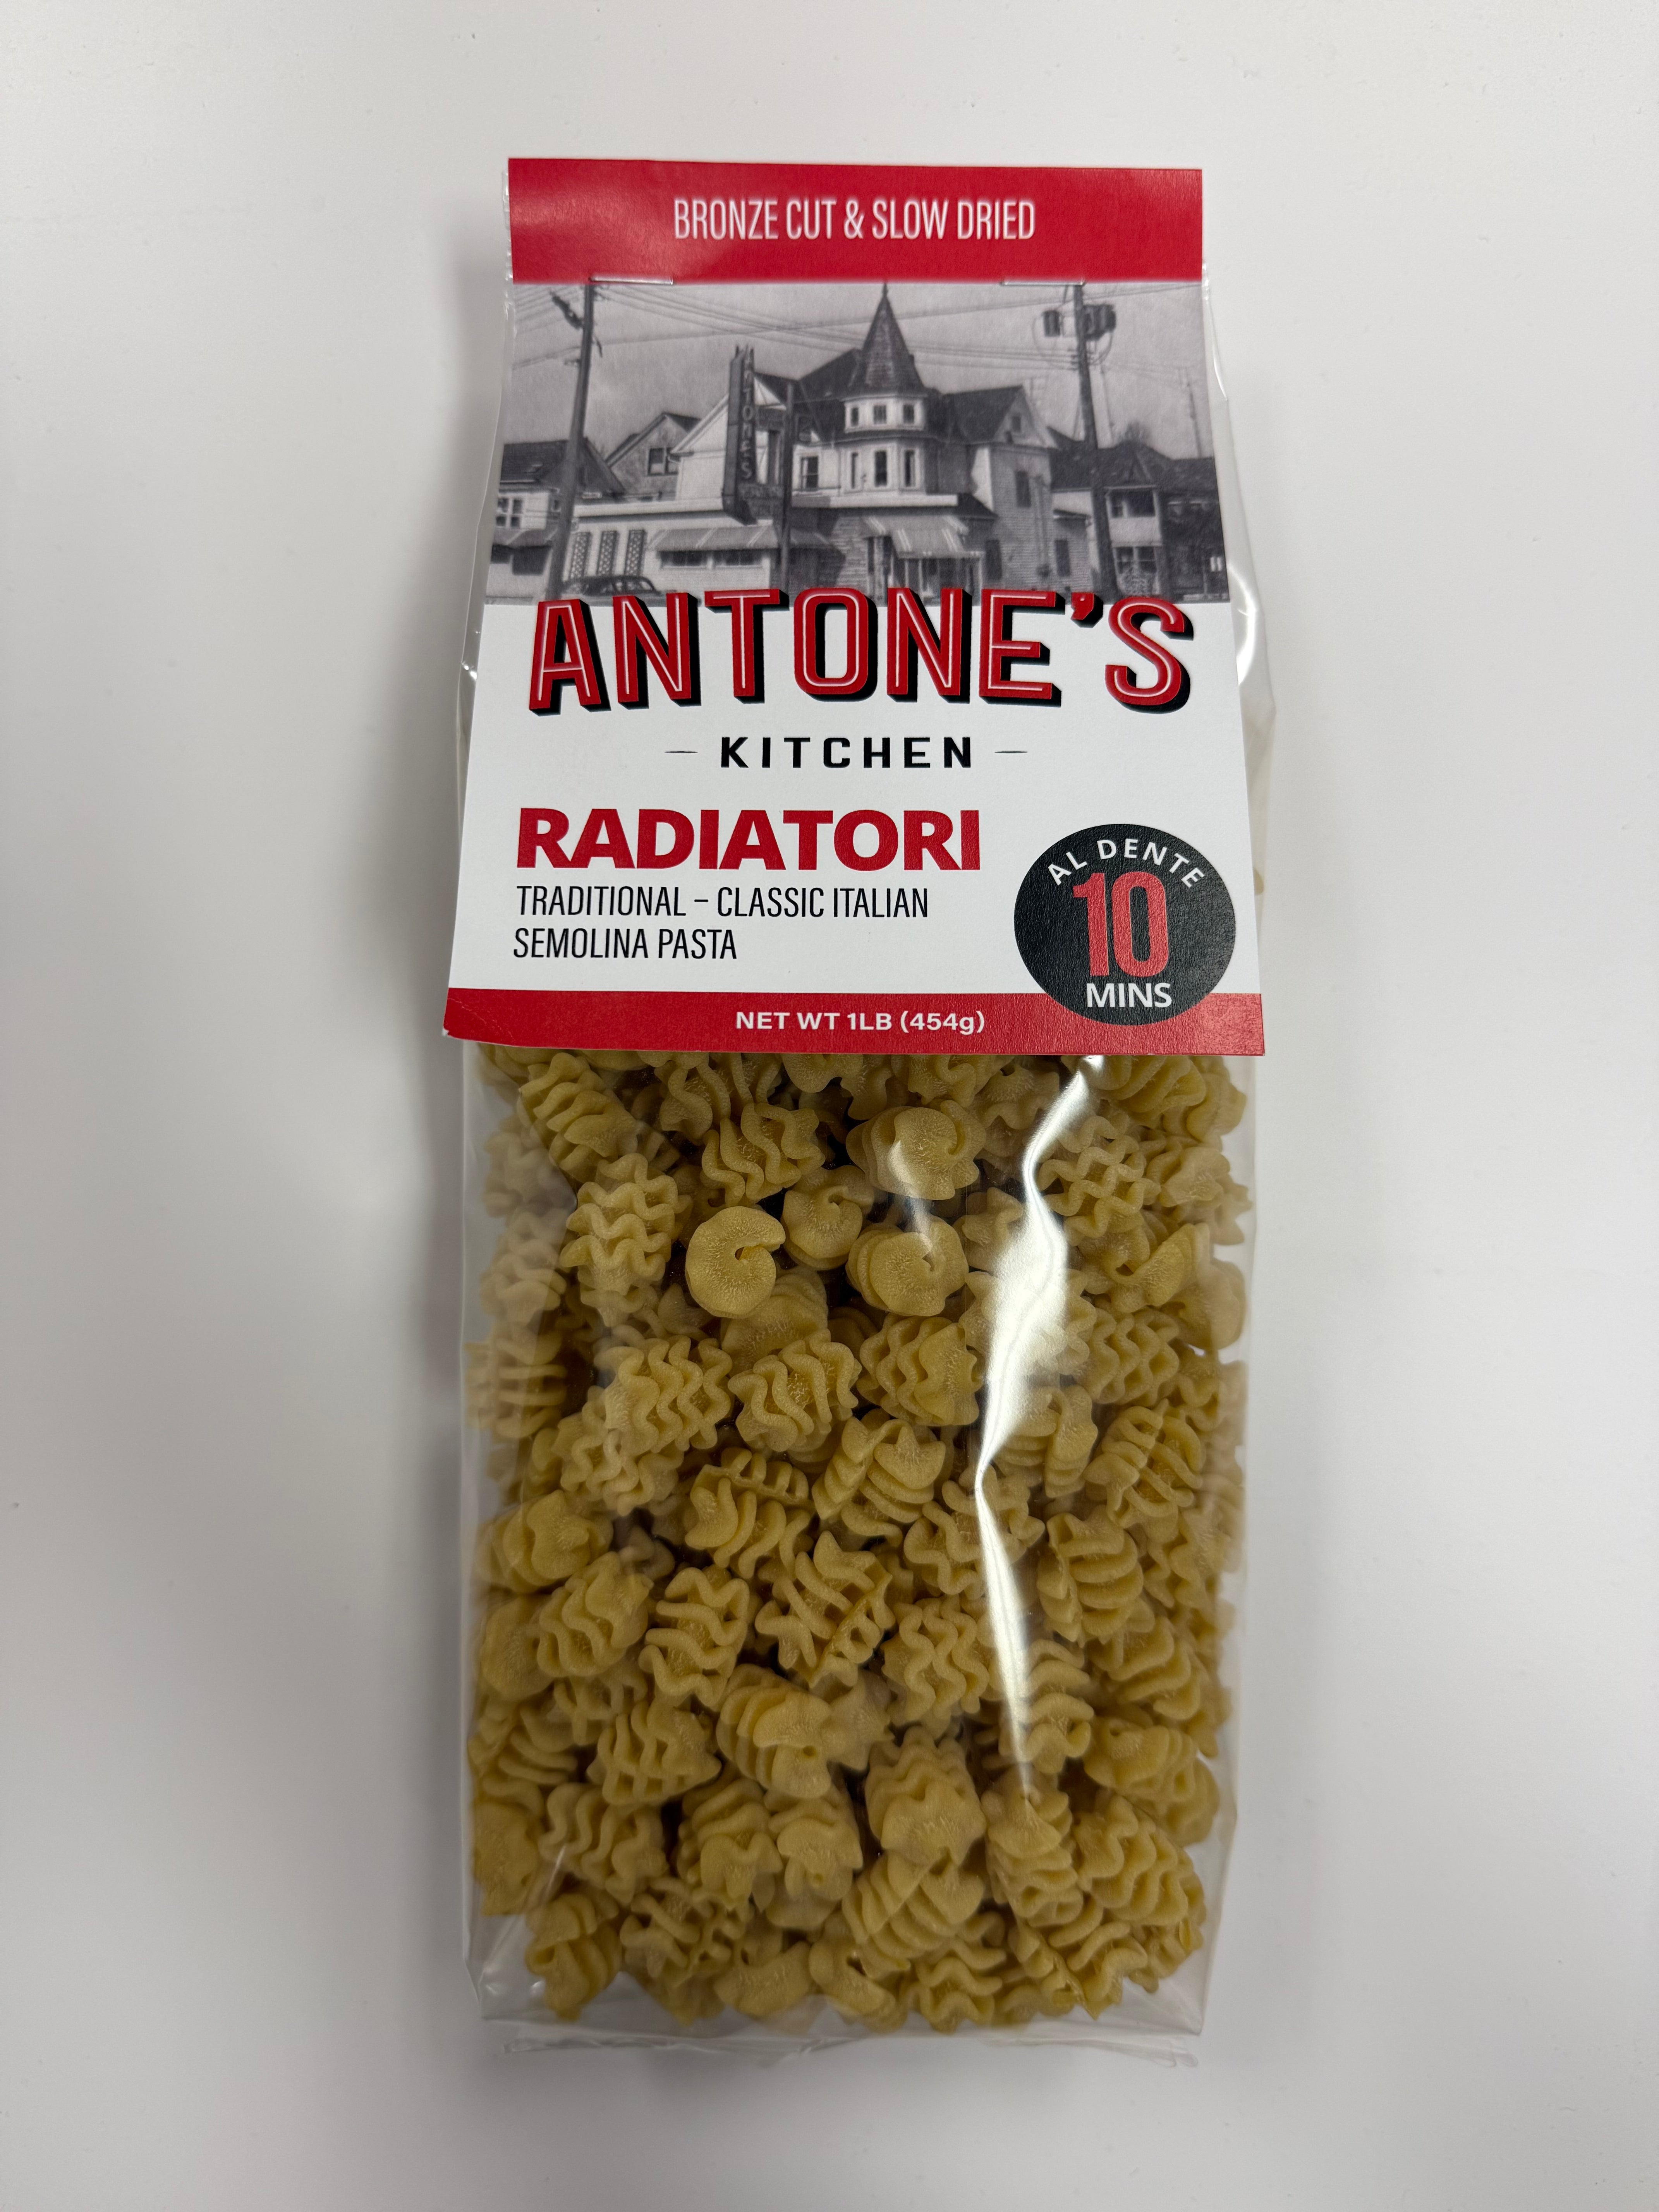 BRONZE CUT & SLOW DRIED
ANTONE'S
ANTONE'S
KITCHEN
RADIATORI
TRADITIONAL – CLASSIC ITALIAN
SEMOLINA PASTA
AL DENTE
10
MINS
NET WT 1LB (454g)